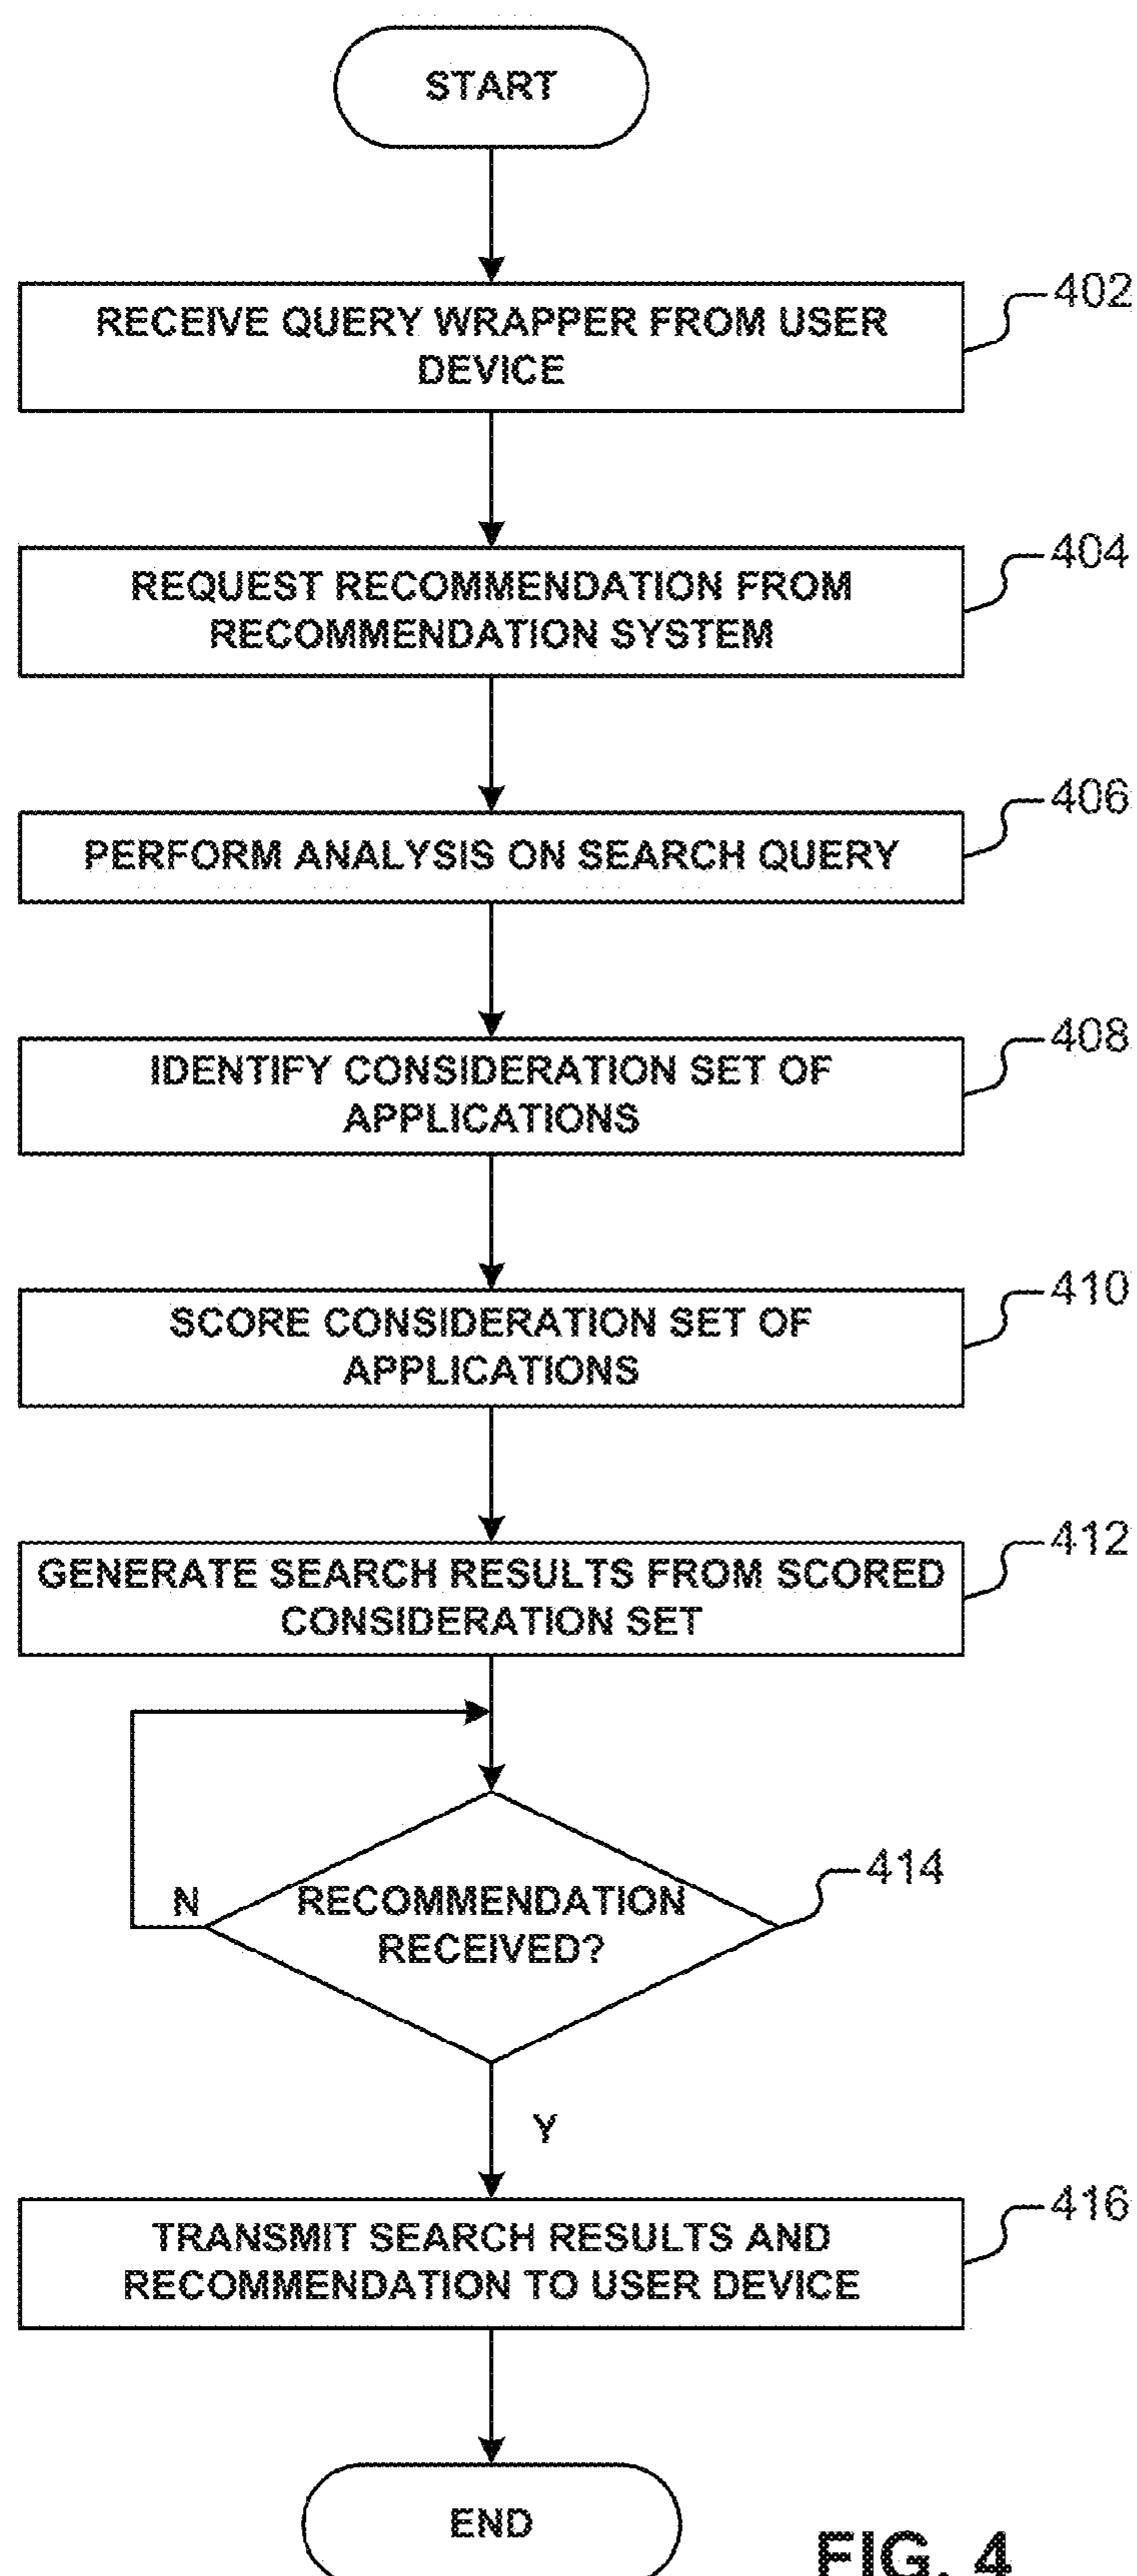 START
402
RECEIVE QUERY WRAPPER FROM USER
DEVICE
404
REQUEST RECOMMENDATION FROM
RECOMMENDATION SYSTEM
406
PERFORM ANALYSIS ON SEARCH QUERY
408
IDENTIFY CONSIDERATION SET OF
APPLICATIONS
410
SCORE CONSIDERATION SET OF
APPLICATIONS
412
GENERATE SEARCH RESULTS FROM SCORED
CONSIDERATION SET
414
N
RECOMMENDATION
RECEIVED?
Y
416
TRANSMIT SEARCH RESULTS AND
RECOMMENDATION TO USER DEVICE
END
FIG. 4